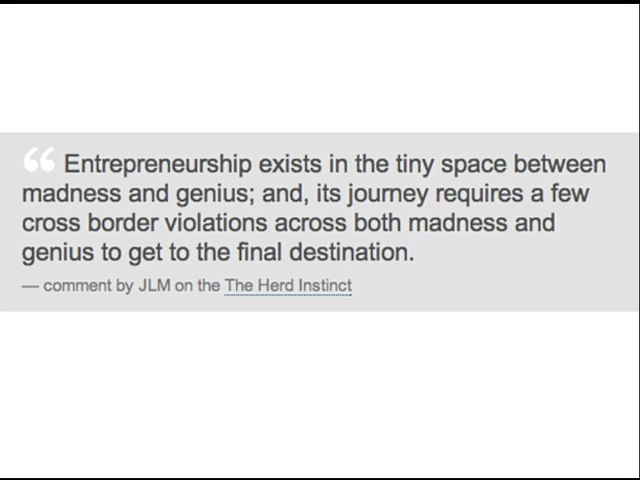 “ Entrepreneurship exists in the tiny space between
madness and genius; and, its journey requires a few
cross border violations across both madness and
genius to get to the final destination.
— comment by JLM on the The Herd Instinct